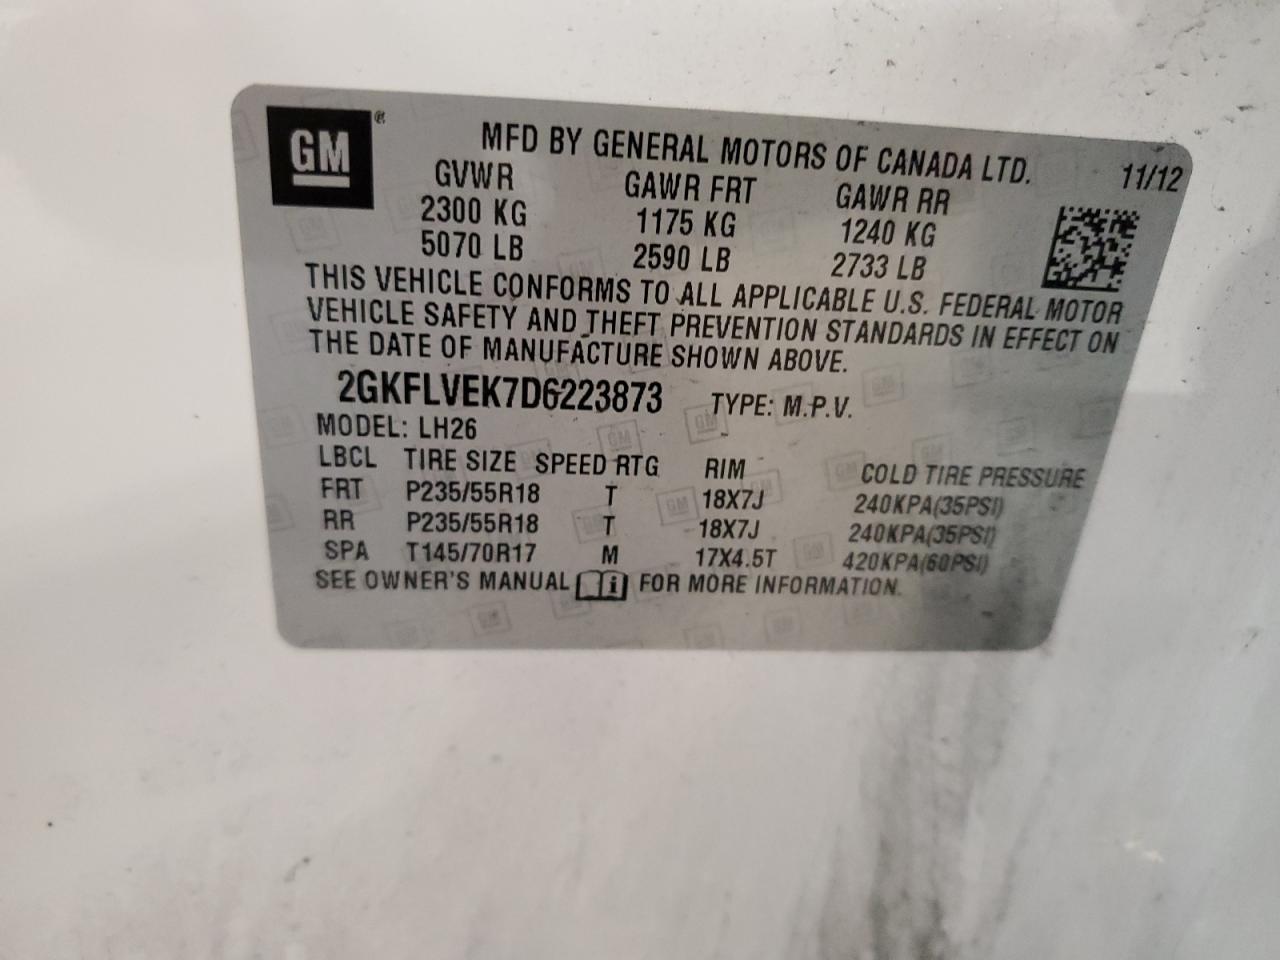 GM®
MFD BY GENERAL MOTORS OF CANADA LTD. 11/12
GVWR GAWR FRT GAWR RR
2300 KG 1175 KG 1240 KG
5070 LB 2590 LB 2733 LB
THIS VEHICLE CONFORMS TO ALL APPLICABLE U.S. FEDERAL MOTOR
VEHICLE SAFETY AND THEFT PREVENTION STANDARDS IN EFFECT ON
THE DATE OF MANUFACTURE SHOWN ABOVE.
2GKFLVEK7D6223873 TYPE: M.P.V.
MODEL: LH26
LBCL TIRE SIZE SPEED RTG RIM COLD TIRE PRESSURE
FRT P235/55R18 T 18X7J 240KPA(35PSI)
RR P235/55R18 T 18X7J 240KPA(35PSI)
SPA T145/70R17 M 17X4.5T 420KPA(60PSI)
SEE OWNER'S MANUAL i FOR MORE INFORMATION.